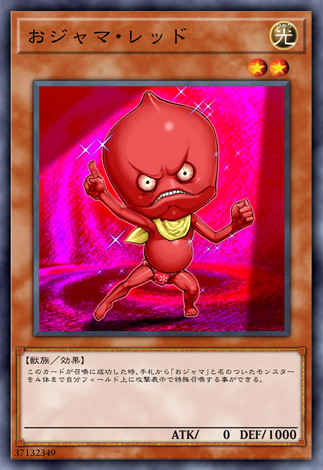 おジャマ・レッド
光
【獣族／効果】
このカードが召喚に成功した時、手札から「おジャマ」と名のついたモンスター
を４体まで自分フィールド上に攻撃表示で特殊召喚する事ができる。
ATK/ 0 DEF/1000
37132349